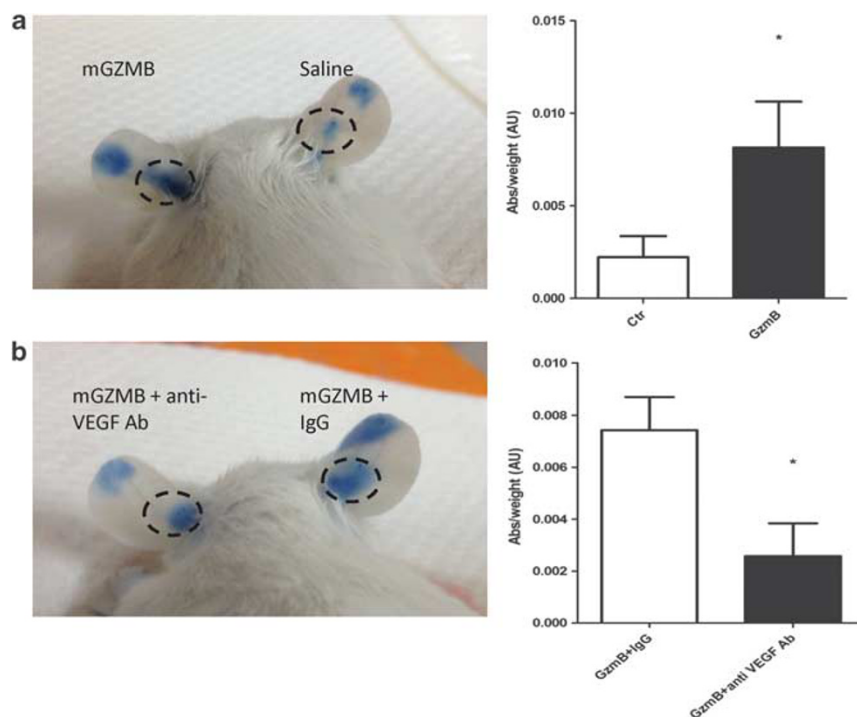 a
mGZMB
Saline
Abs/weight (AU)
0.015
0.010
0.005
0.000
*
Ctr
GzmB
b
mGZMB + anti-
VEGF Ab
mGZMB +
IgG
Abs/weight (AU)
0.010
0.008
0.006
0.004
0.002
0.000
*
GzmB+IgG
GzmB+anti VEGF Ab